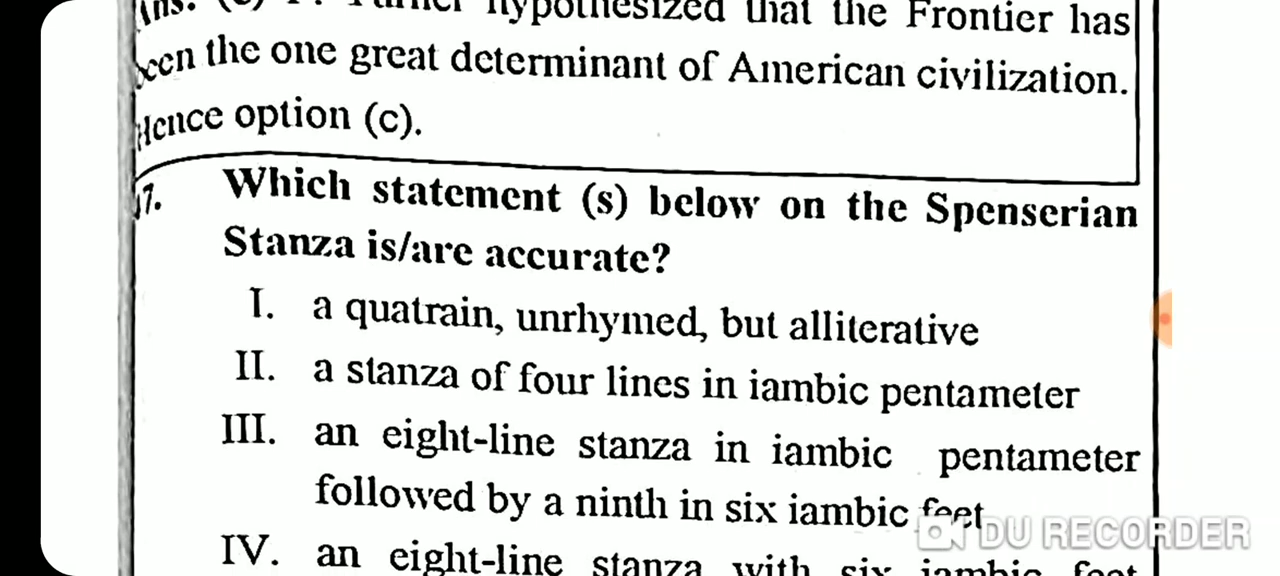 hypothesized that the Frontier has
been the one great determinant of American civilization.
Hence option (c).
7. Which statement (s) below on the Spenserian
Stanza is/are accurate?
I. a quatrain, unrhymed, but alliterative
II. a stanza of four lines in iambic pentameter
III. an eight-line stanza in iambic pentameter
followed by a ninth in six iambic feet
DU RECORDER
IV. an eight-line stanza with six iambic feet